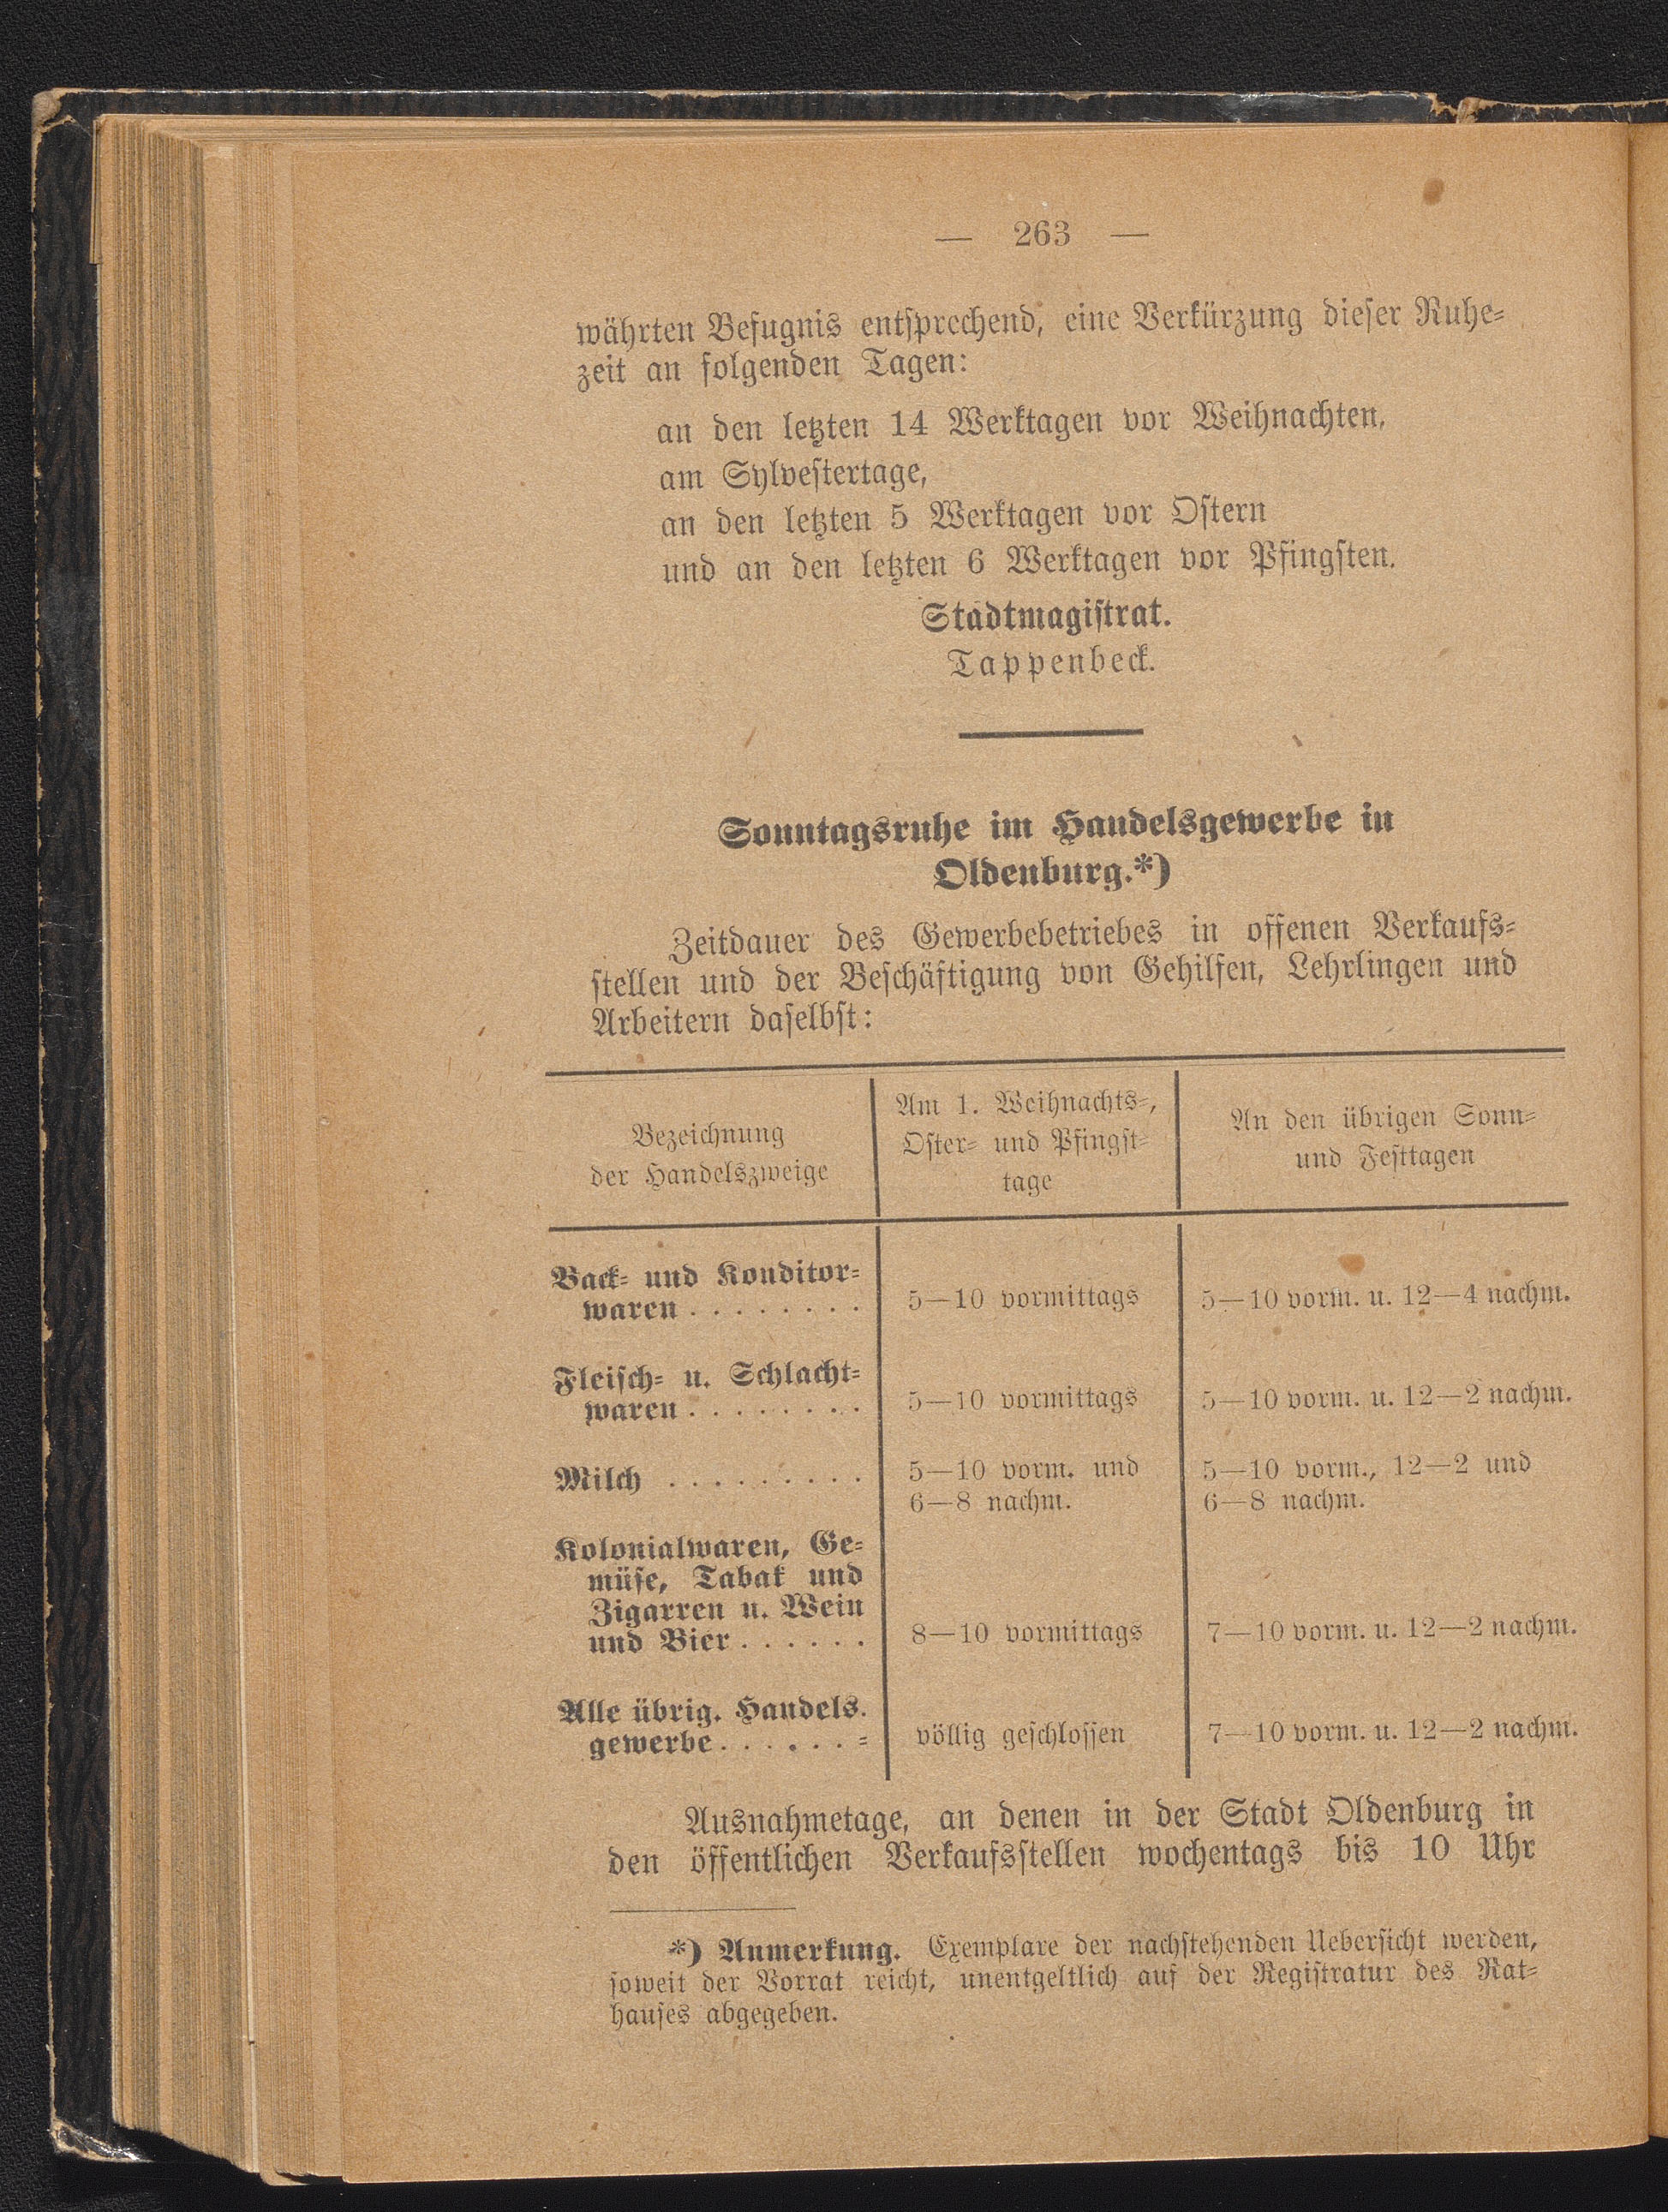 — 263 —
währten Befugnis entsprechend, eine Verkürzung dieser Ruhe-
zeit an folgenden Tagen:
an den letzten 14 Werktagen vor Weihnachten,
am Sylvestertage,
an den letzten 5 Werktagen vor Ostern
und an den letzten 6 Werktagen vor Pfingsten.
Stadtmagistrat.
Tappenbeck.
Sonntagsruhe im Handelsgewerbe in
Oldenburg.*)
Zeitdauer des Gewerbebetriebes in offenen Verkaufs-
stellen und der Beschäftigung von Gehilfen, Lehrlingen und
Arbeitern daselbst:
Bezeichnung
der Handelszweige
Am 1. Weihnachts-,
Oster- und Pfingst-
tage
An den übrigen Sonn-
und Festtagen
Back- und Konditor-
waren . . . . . . . . 5—10 vormittags 5—10 vorm. u. 12—4 nachm.
Fleisch- u. Schlacht-
waren . . . . . . . . 5—10 vormittags 5—10 vorm. u. 12—2 nachm.
Milch . . . . . . . . . 5—10 vorm. und 5—10 vorm., 12—2 und
6—8 nachm. 6—8 nachm.
Kolonialwaren, Ge-
müse, Tabak und
Zigarren u. Wein
und Bier . . . . . . 8—10 vormittags 7—10 vorm. u. 12—2 nachm.
Alle übrig. Handels.
gewerbe . . . . . . - völlig geschlossen 7—10 vorm. u. 12—2 nachm.
Ausnahmetage, an denen in der Stadt Oldenburg in
den öffentlichen Verkaufsstellen wochentags bis 10 Uhr
*) Anmerkung. Exemplare der nachstehenden Uebersicht werden,
soweit der Vorrat reicht, unentgeltlich auf der Registratur des Rat-
hauses abgegeben.